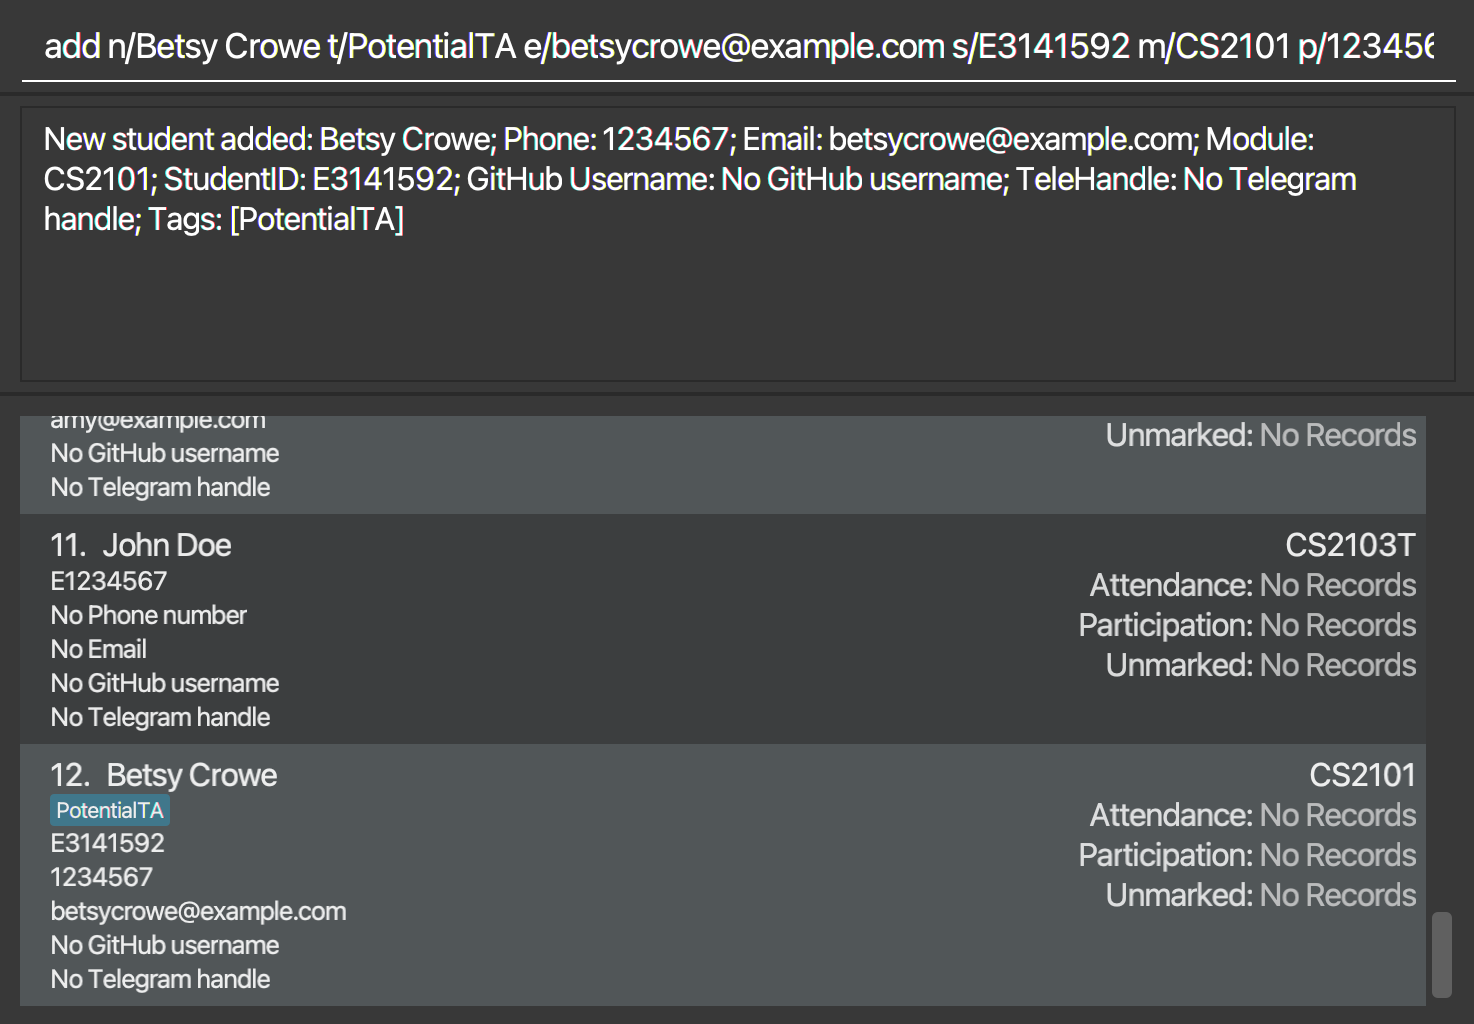 add n/Betsy Crowe t/PotentialTA e/betsycrowe@example.com s/E3141592 m/CS2101 p/123456
New student added: Betsy Crowe; Phone: 1234567; Email: betsycrowe@example.com; Module:
CS2101; StudentID: E3141592; GitHub Username: No GitHub username; TeleHandle: No Telegram
handle; Tags: [PotentialTA]
amy@example.com
No GitHub username
No Telegram handle
Unmarked: No Records
11. John Doe
E1234567
No Phone number
No Email
No GitHub username
No Telegram handle
CS2103T
Attendance: No Records
Participation: No Records
Unmarked: No Records
12. Betsy Crowe
PotentialTA
E3141592
1234567
betsycrowe@example.com
No GitHub username
No Telegram handle
CS2101
Attendance: No Records
Participation: No Records
Unmarked: No Records